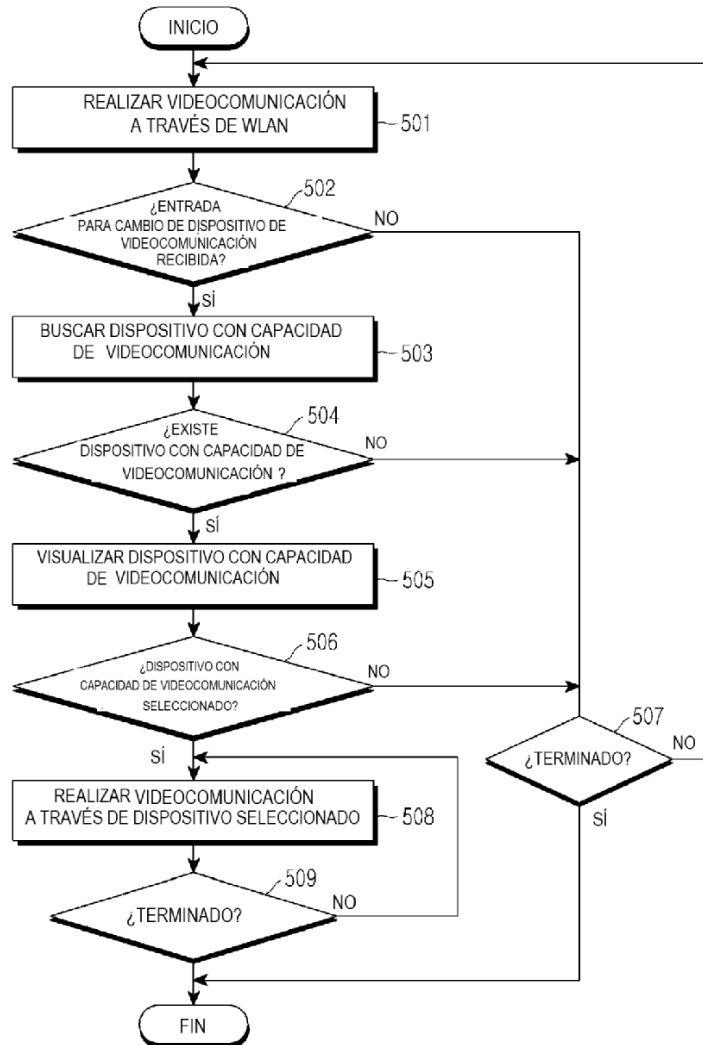 INICIO
REALIZAR VIDEOCOMUNICACIÓN
A TRAVÉS DE WLAN
501
502
¿ENTRADA
PARA CAMBIO DE DISPOSITIVO DE
VIDEOCOMUNICACIÓN
RECIBIDA?
NO
SÍ
BUSCAR DISPOSITIVO CON CAPACIDAD
DE VIDEOCOMUNICACIÓN
503
504
¿EXISTE
DISPOSITIVO CON CAPACIDAD DE
VIDEOCOMUNICACIÓN ?
NO
SÍ
VISUALIZAR DISPOSITIVO CON CAPACIDAD
DE VIDEOCOMUNICACIÓN
505
506
¿DISPOSITIVO CON
CAPACIDAD DE VIDEOCOMUNICACIÓN
SELECCIONADO?
NO
SÍ
507
¿TERMINADO?
NO
SÍ
REALIZAR VIDEOCOMUNICACIÓN
A TRAVÉS DE DISPOSITIVO SELECCIONADO
508
509
¿TERMINADO?
NO
SÍ
FIN